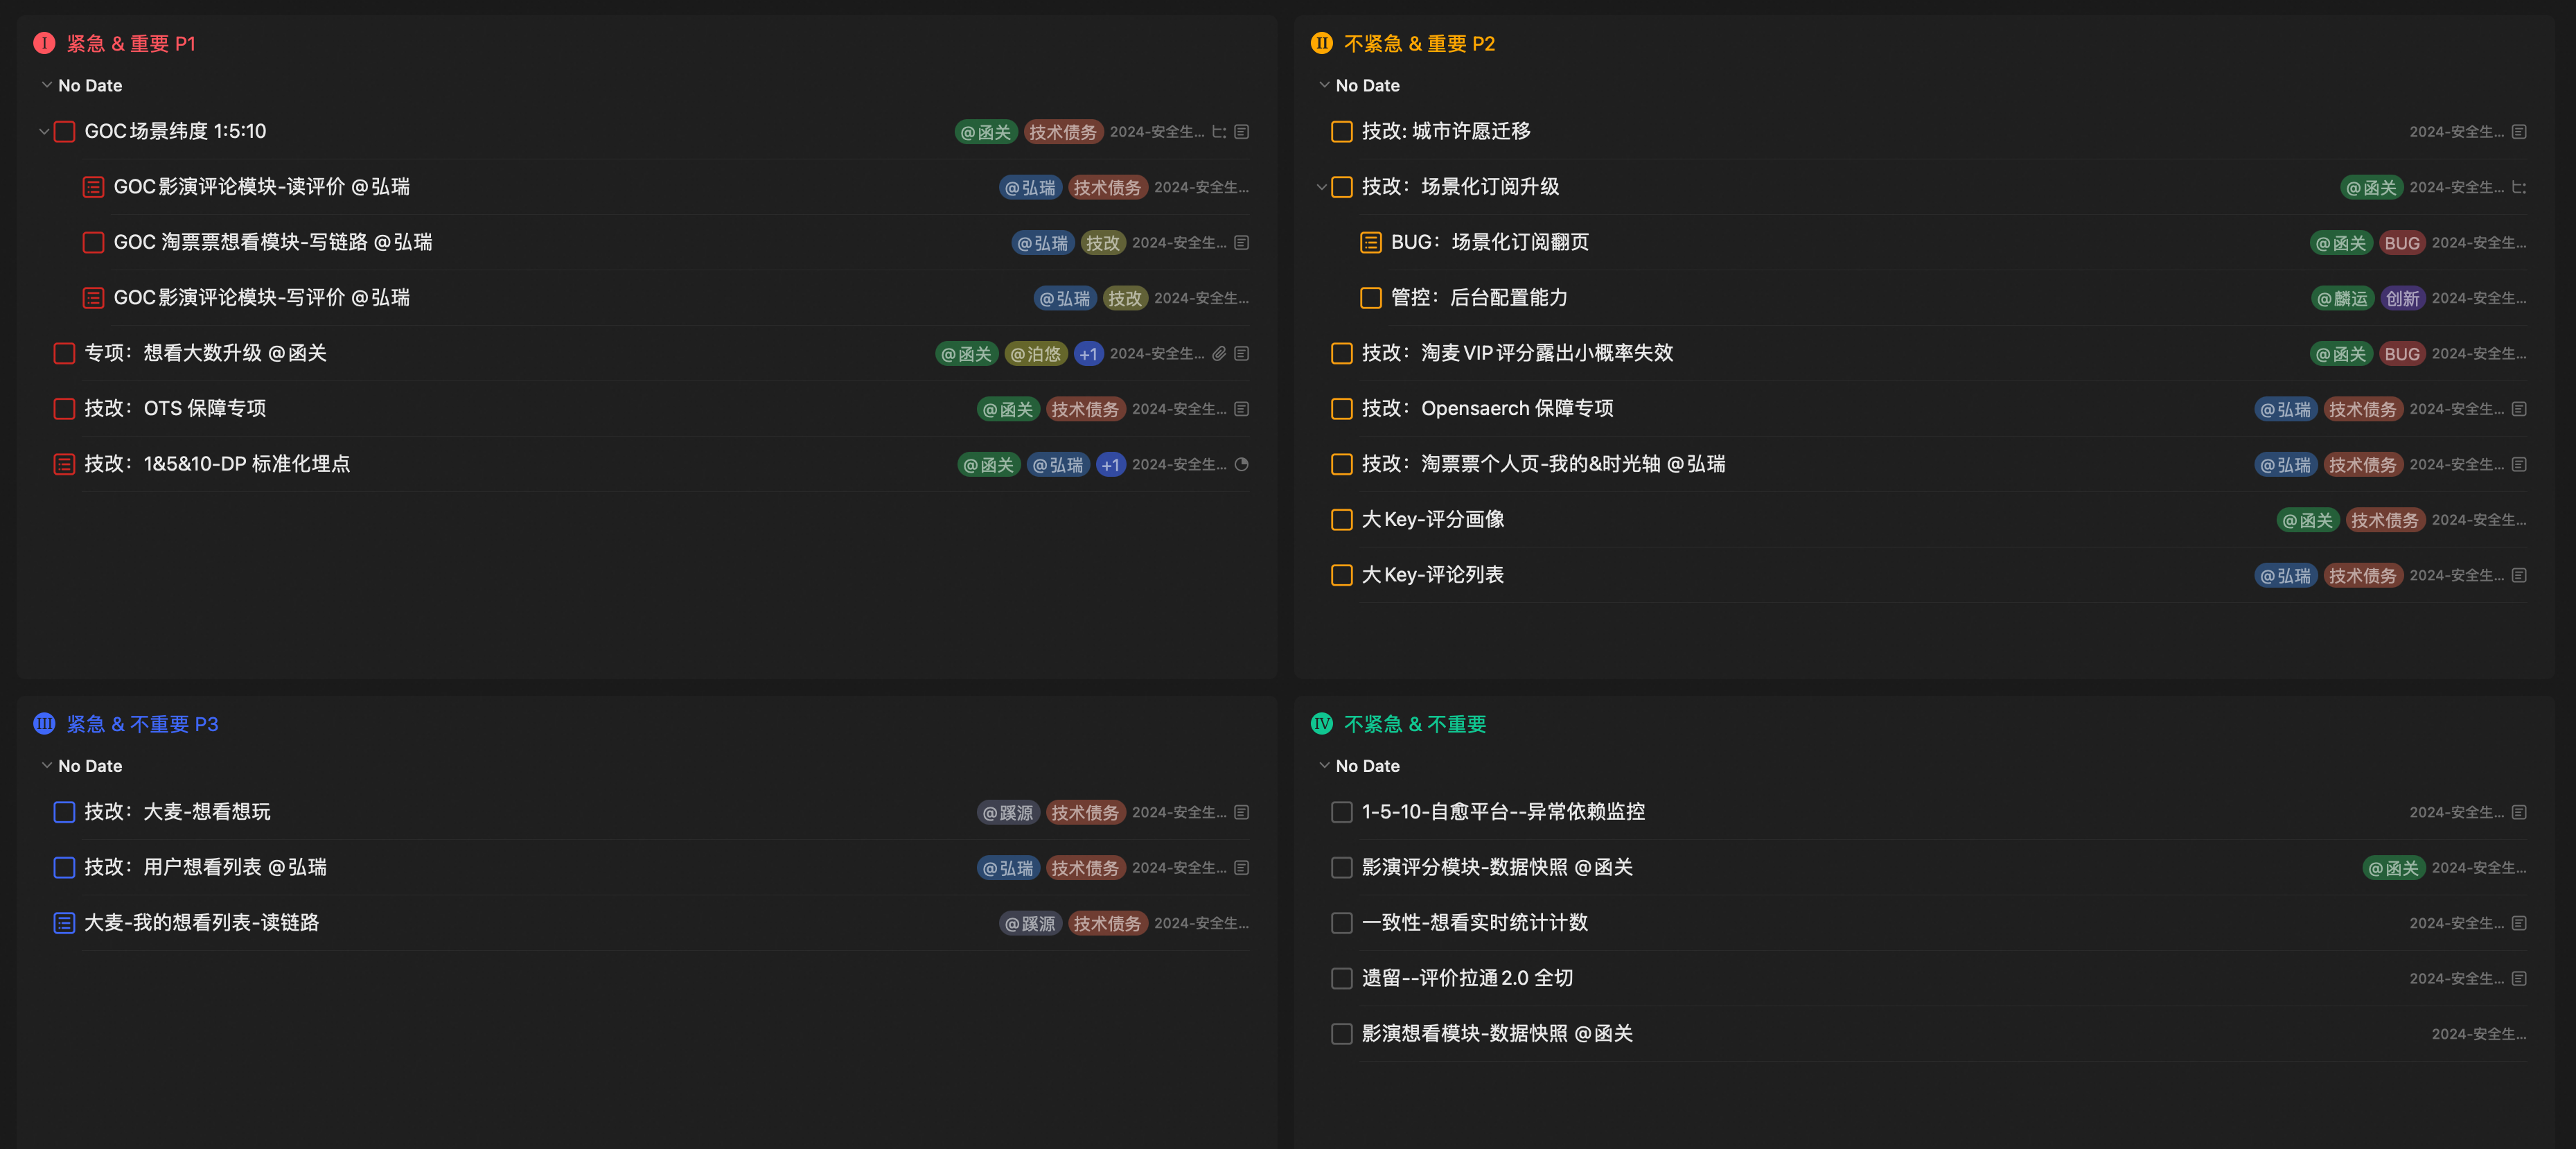 I 紧急 & 重要 P1
No Date
GOC场景纬度 1:5:10 @函关 技术债务 2024-安全生...
GOC影演评论模块-读评价 @弘瑞 @弘瑞 技术债务 2024-安全生...
GOC 淘票票想看模块-写链路 @弘瑞 @弘瑞 技改 2024-安全生...
GOC影演评论模块-写评价 @弘瑞 @弘瑞 技改 2024-安全生...
专项：想看大数升级 @函关 @函关 @泊悠 +1 2024-安全生...
技改：OTS 保障专项 @函关 技术债务 2024-安全生...
技改：1&5&10-DP 标准化埋点 @函关 @弘瑞 +1 2024-安全生...
II 不紧急 & 重要 P2
No Date
技改: 城市许愿迁移 2024-安全生...
技改：场景化订阅升级 @函关 2024-安全生...
BUG：场景化订阅翻页 @函关 BUG 2024-安全生...
管控：后台配置能力 @麟运 创新 2024-安全生...
技改：淘麦VIP评分露出小概率失效 @函关 BUG 2024-安全生...
技改：Opensaerch 保障专项 @弘瑞 技术债务 2024-安全生...
技改：淘票票个人页-我的&时光轴 @弘瑞 @弘瑞 技术债务 2024-安全生...
大Key-评分画像 @函关 技术债务 2024-安全生...
大Key-评论列表 @弘瑞 技术债务 2024-安全生...
III 紧急 & 不重要 P3
No Date
技改：大麦-想看想玩 @蹊源 技术债务 2024-安全生...
技改：用户想看列表 @弘瑞 @弘瑞 技术债务 2024-安全生...
大麦-我的想看列表-读链路 @蹊源 技术债务 2024-安全生...
IV 不紧急 & 不重要
No Date
1-5-10-自愈平台--异常依赖监控 2024-安全生...
影演评分模块-数据快照 @函关 @函关 2024-安全生...
一致性-想看实时统计计数 2024-安全生...
遗留--评价拉通2.0 全切 2024-安全生...
影演想看模块-数据快照 @函关 2024-安全生...